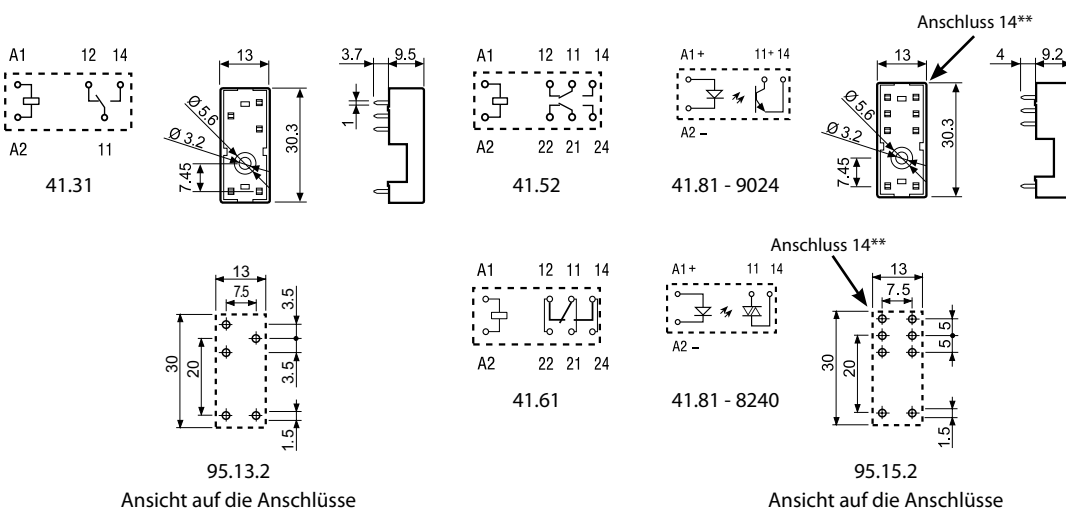 Anschluss 14**
A1 12 14
A2 11
41.31
13
Ø 5.6
Ø 3.2
7.45
30.3
3.7 9.5
1
A1 12 11 14
A2 22 21 24
41.52
A1+ 11+ 14
A2 –
41.81 - 9024
13
Ø 5.6
Ø 3.2
7.45
30.3
4 9.2
13
7.5
3.5
30
20
3.5
1.5
95.13.2
Ansicht auf die Anschlüsse
A1 12 11 14
A2 22 21 24
41.61
A1+ 11 14
A2 –
41.81 - 8240
Anschluss 14**
13
7.5
5
5
30
20
1.5
95.15.2
Ansicht auf die Anschlüsse